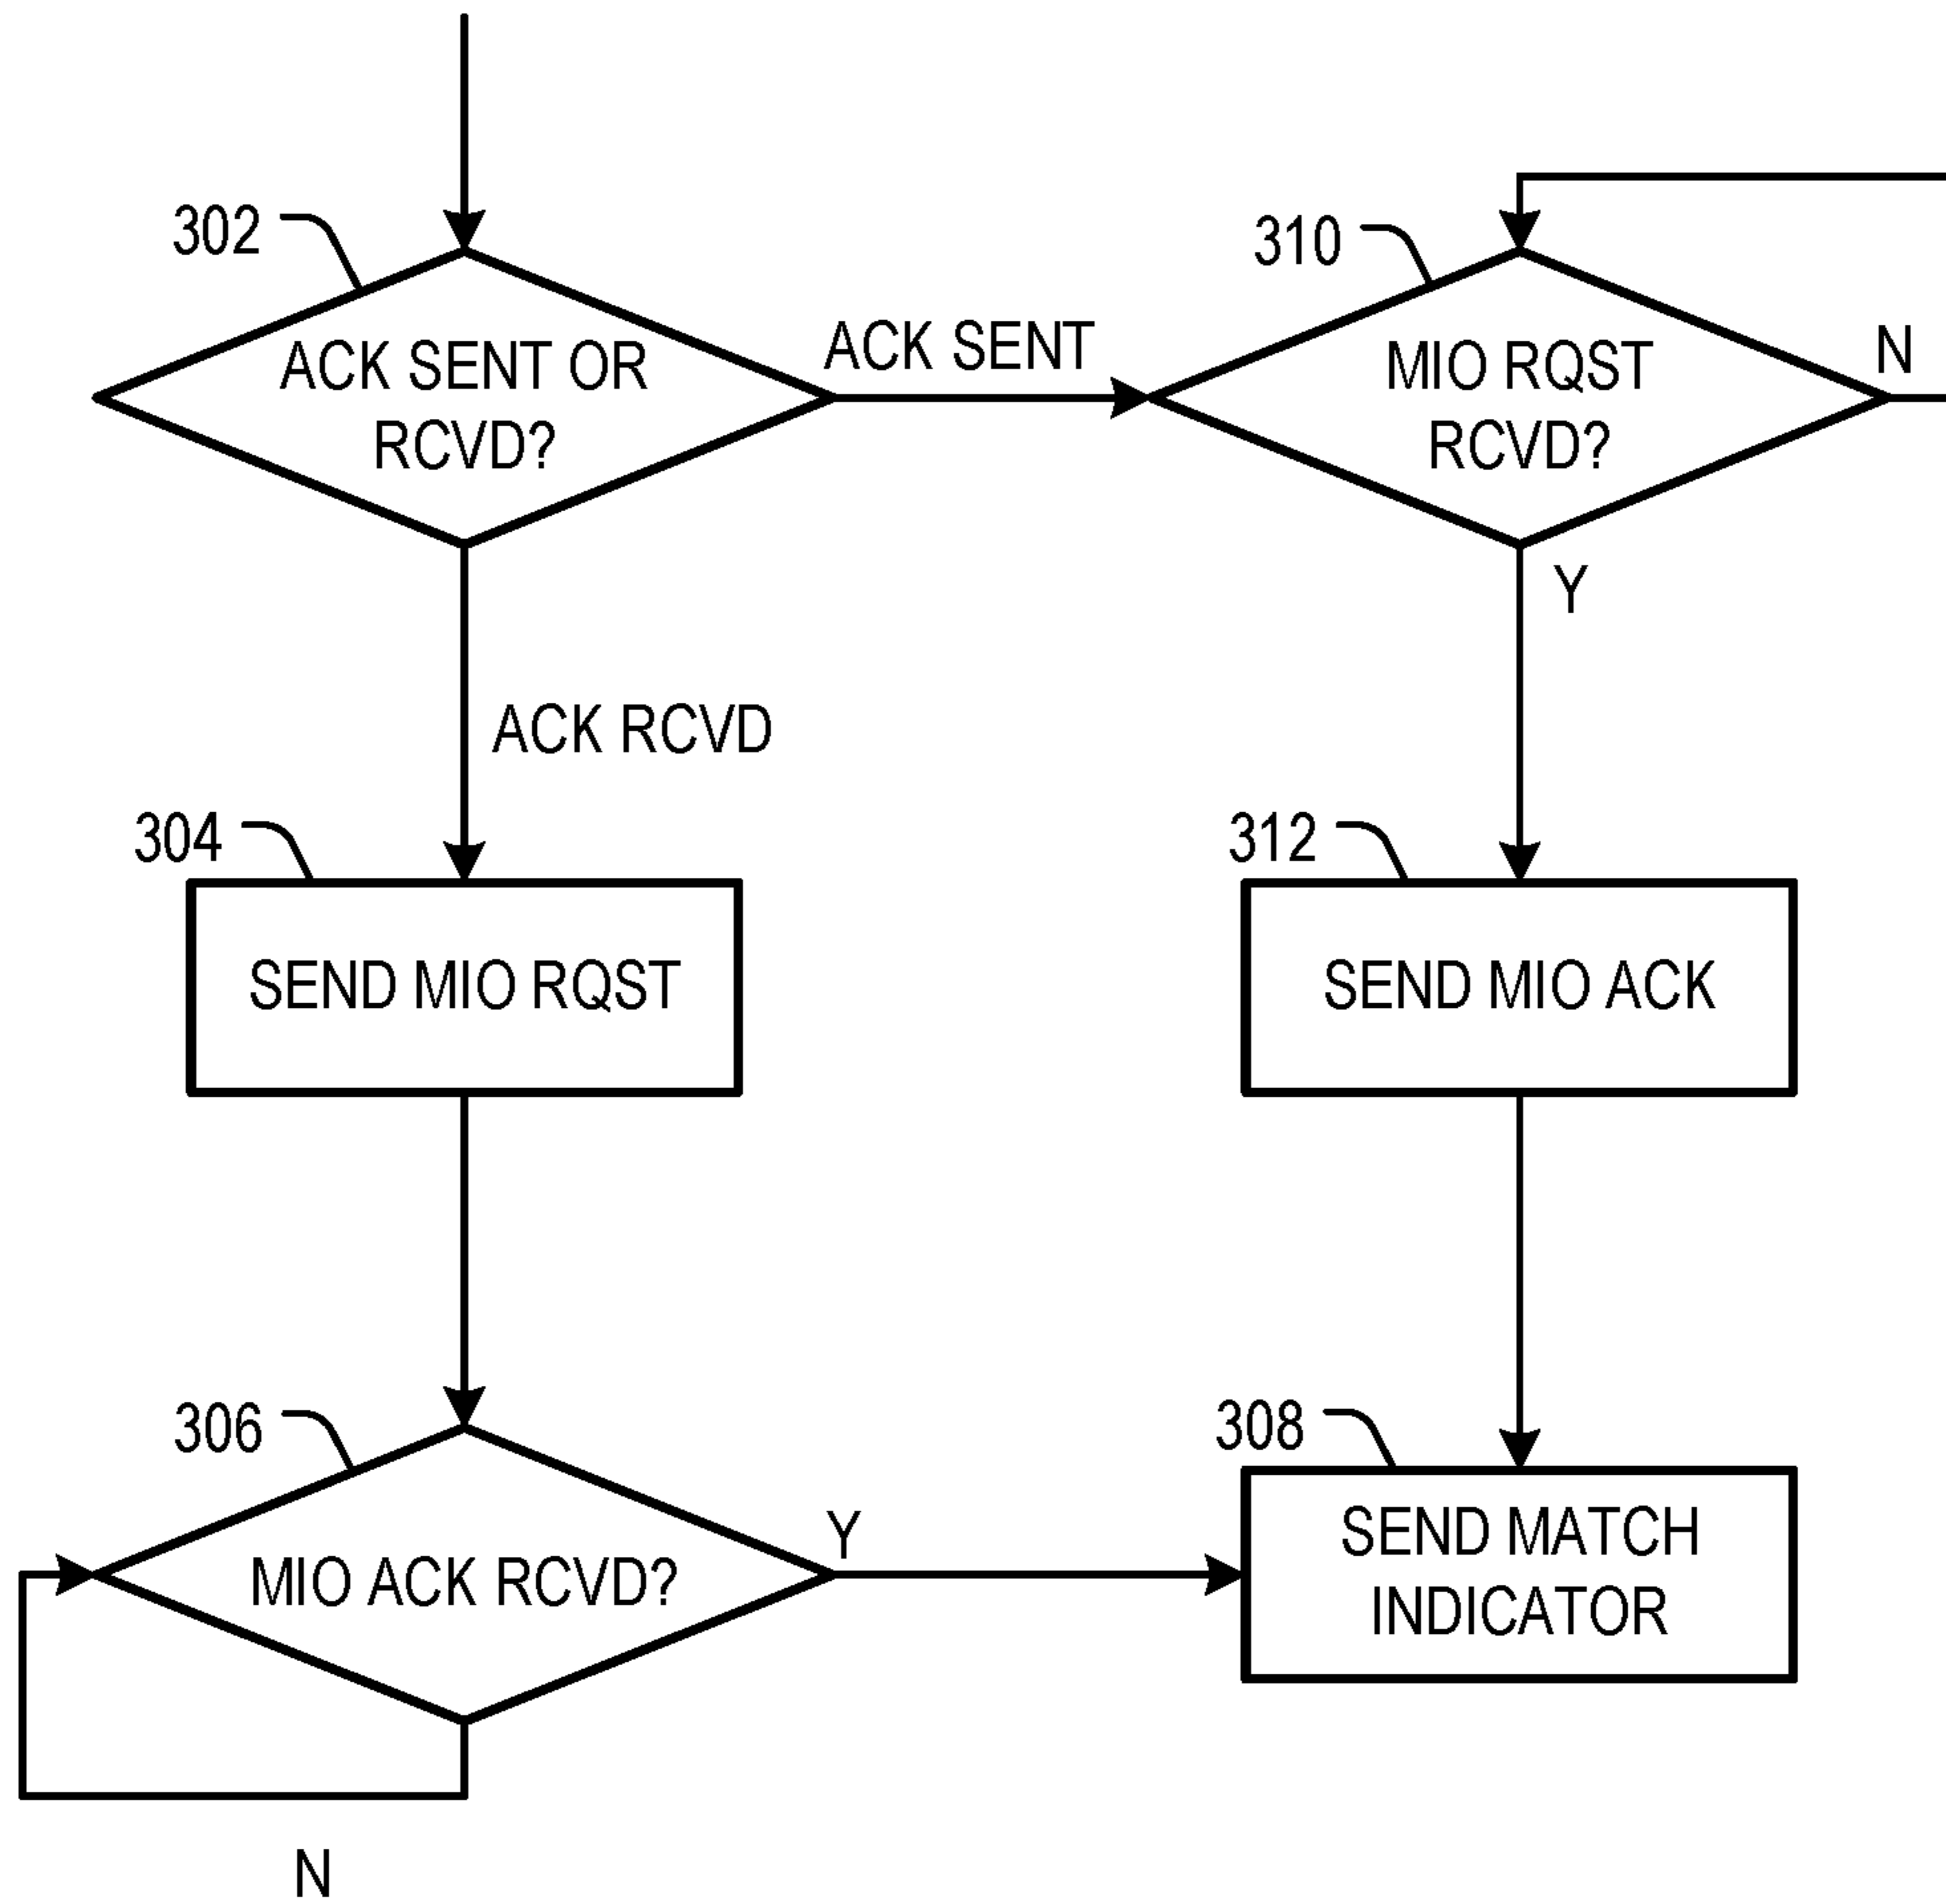 302
ACK SENT OR
RCVD?
ACK SENT
310
MIO RQST
RCVD?
N
Y
ACK RCVD
304
SEND MIO RQST
312
SEND MIO ACK
306
MIO ACK RCVD?
Y
N
308
SEND MATCH
INDICATOR